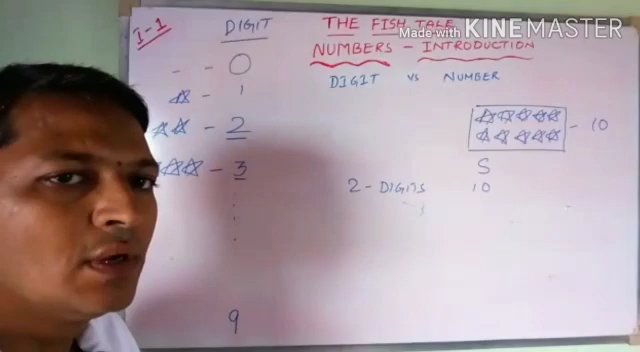 I-1
DIGIT
THE FISH TALE
Made with KINEMASTER
NUMBERS - INTRODUCTION
DIGIT VS NUMBER
- - 0
- 1
- 2
- 3
9
- 10
S
2 - DIGITS 10